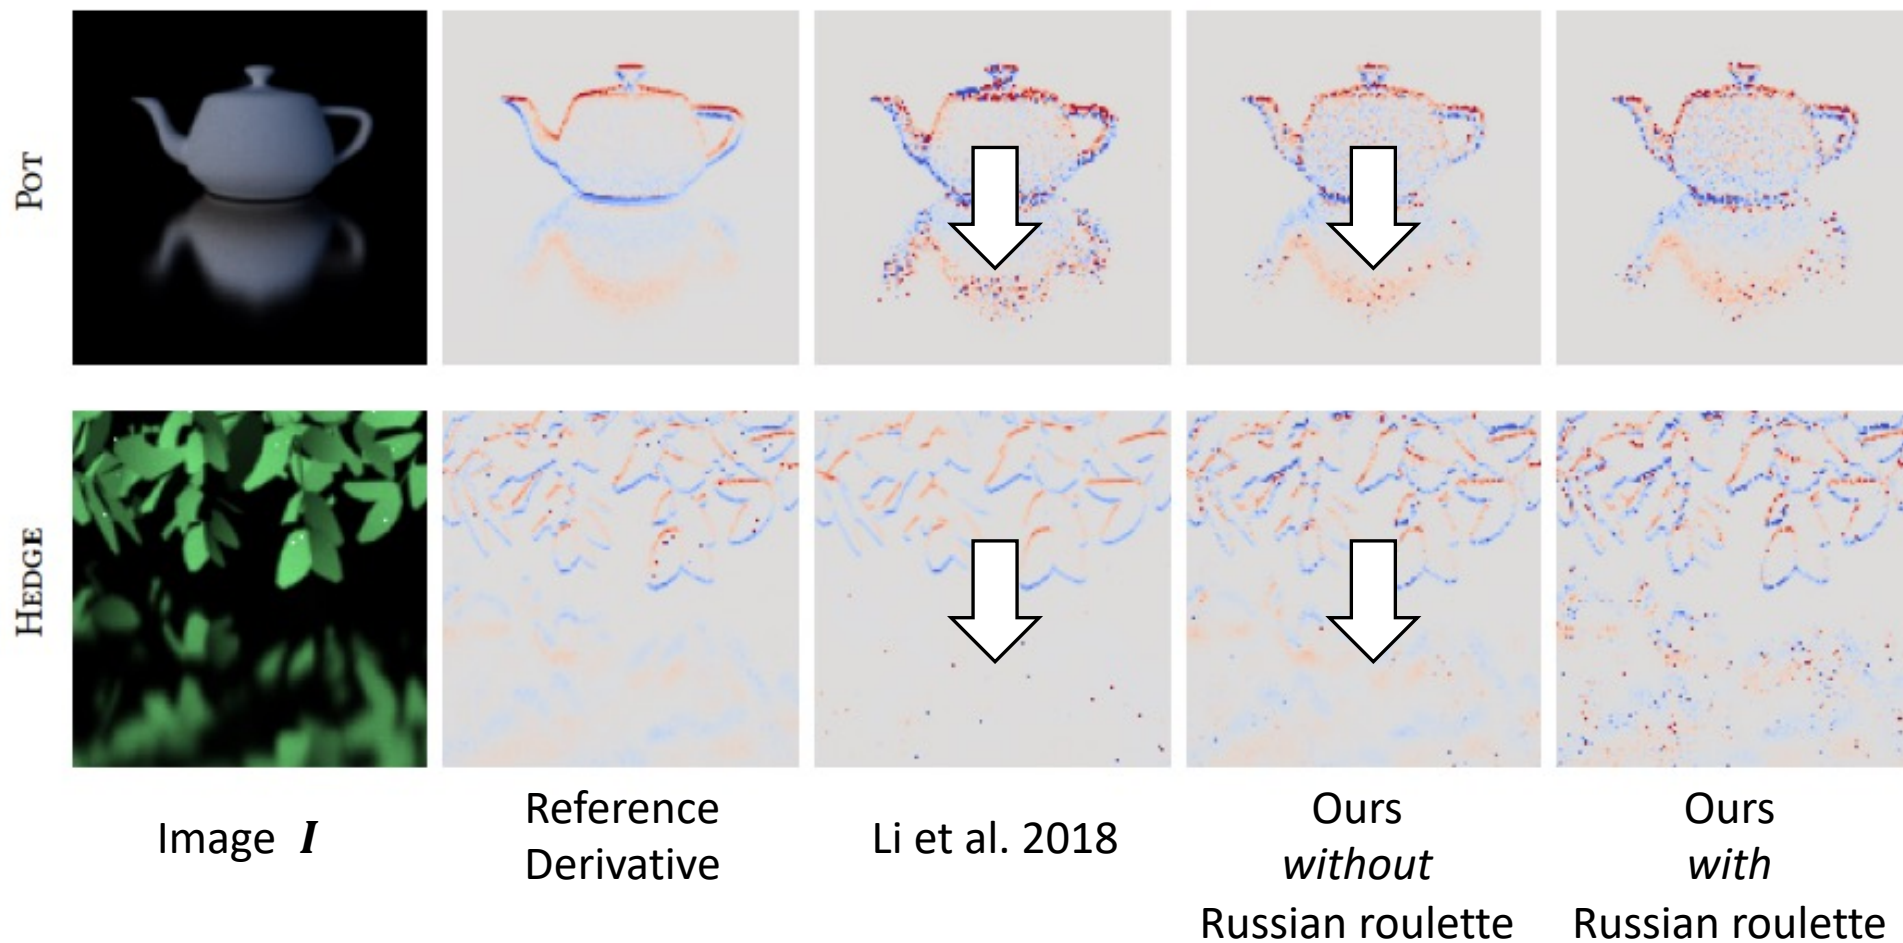 POT
HEDGE
Image I
Reference
Derivative
Li et al. 2018
Ours
without
Russian roulette
Ours
with
Russian roulette